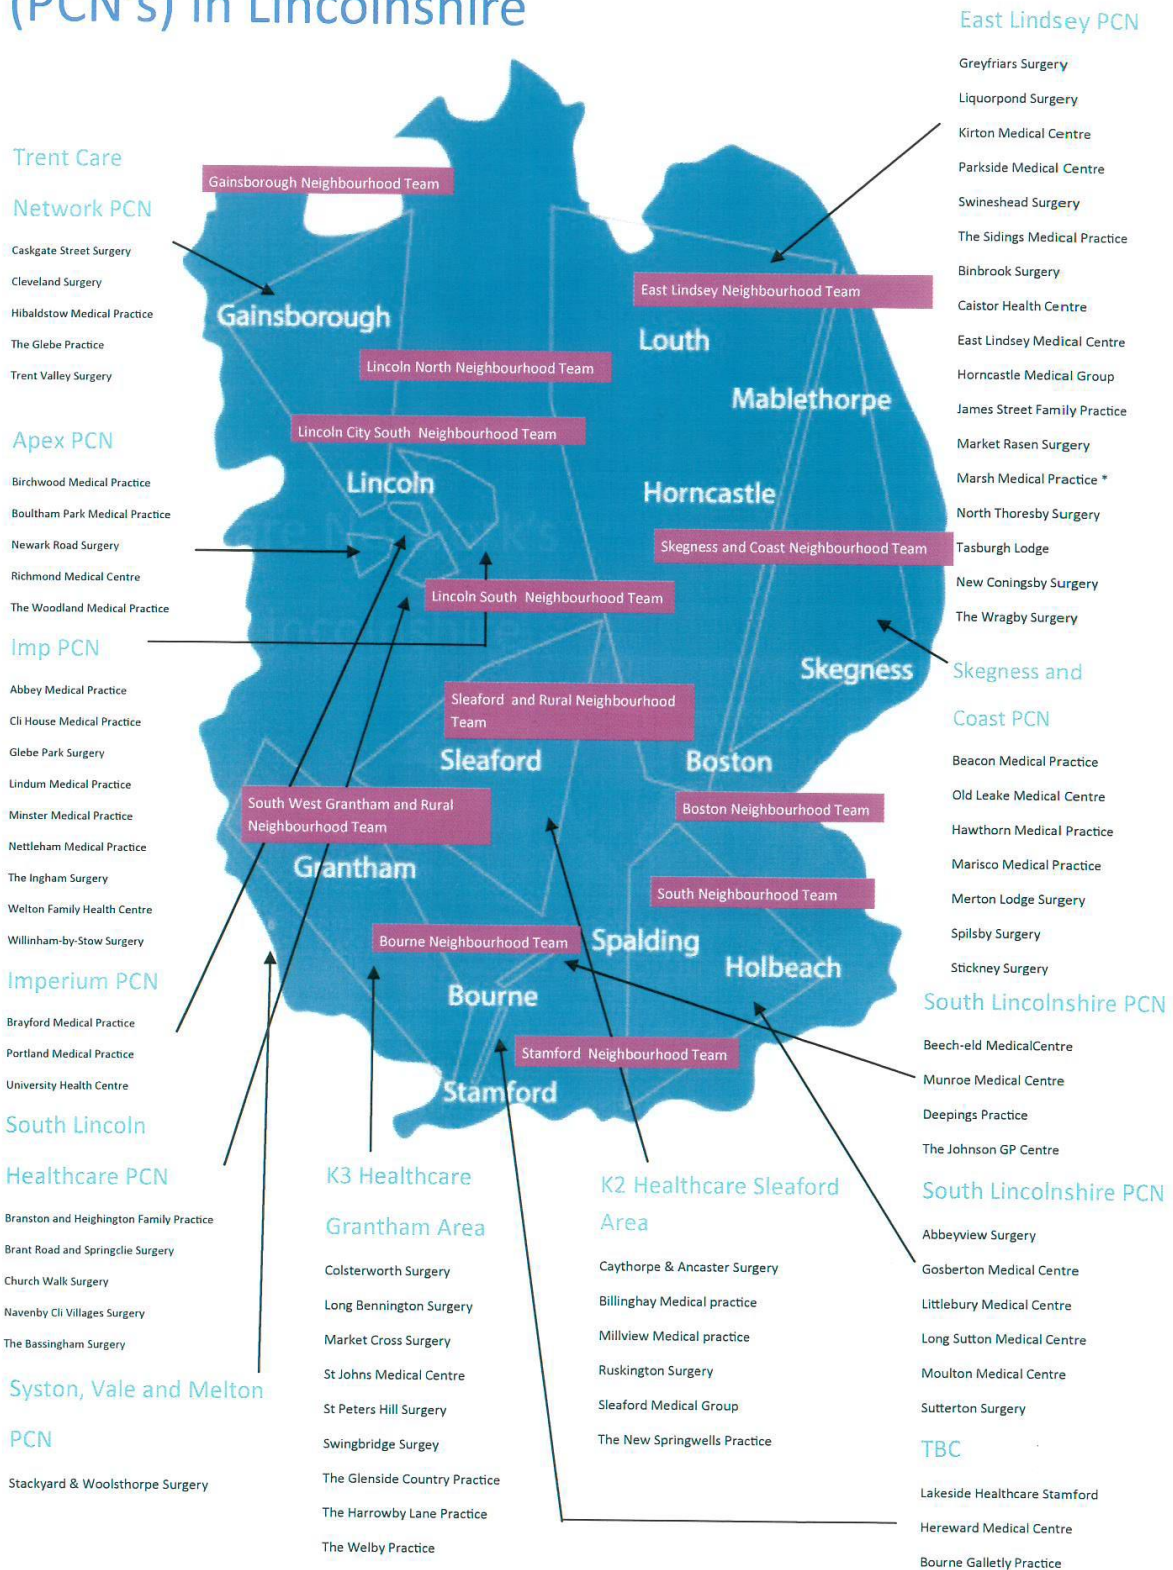 (PCN's) in Lincolnshire
Trent Care
Network PCN
Caskgate Street Surgery
Cleveland Surgery
Hibaldstow Medical Practice
The Glebe Practice
Trent Valley Surgery
Apex PCN
Birchwood Medical Practice
Boultham Park Medical Practice
Newark Road Surgery
Richmond Medical Centre
The Woodland Medical Practice
Imp PCN
Abbey Medical Practice
Cli House Medical Practice
Glebe Park Surgery
Lindum Medical Practice
Minster Medical Practice
Nettleham Medical Practice
The Ingham Surgery
Welton Family Health Centre
Willinham-by-Stow Surgery
Imperium PCN
Brayford Medical Practice
Portland Medical Practice
University Health Centre
South Lincoln
Healthcare PCN
Branston and Heighington Family Practice
Brant Road and Springclie Surgery
Church Walk Surgery
Navenby Cli Villages Surgery
The Bassingham Surgery
Syston, Vale and Melton
PCN
Stackyard & Woolsthorpe Surgery
Gainsborough Neighbourhood Team
Gainsborough
East Lindsey Neighbourhood Team
Louth
Lincoln North Neighbourhood Team
Mablethorpe
Lincoln City South Neighbourhood Team
Lincoln
Horncastle
Skegness and Coast Neighbourhood Team
Lincoln South Neighbourhood Team
Skegness
Sleaford and Rural Neighbourhood
Team
Sleaford
Boston
South West Grantham and Rural
Neighbourhood Team
Boston Neighbourhood Team
Grantham
South Neighbourhood Team
Bourne Neighbourhood Team
Spalding
Holbeach
Bourne
Stamford Neighbourhood Team
Stamford
K3 Healthcare
Grantham Area
Colsterworth Surgery
Long Bennington Surgery
Market Cross Surgery
St Johns Medical Centre
St Peters Hill Surgery
Swingbridge Surgey
The Glenside Country Practice
The Harrowby Lane Practice
The Welby Practice
K2 Healthcare Sleaford
Area
Caythorpe & Ancaster Surgery
Billinghay Medical practice
Millview Medical practice
Ruskington Surgery
Sleaford Medical Group
The New Springwells Practice
East Lindsey PCN
Greyfriars Surgery
Liquorpond Surgery
Kirton Medical Centre
Parkside Medical Centre
Swineshead Surgery
The Sidings Medical Practice
Binbrook Surgery
Caistor Health Centre
East Lindsey Medical Centre
Horncastle Medical Group
James Street Family Practice
Market Rasen Surgery
Marsh Medical Practice *
North Thoresby Surgery
Tasburgh Lodge
New Coningsby Surgery
The Wragby Surgery
Skegness and
Coast PCN
Beacon Medical Practice
Old Leake Medical Centre
Hawthorn Medical Practice
Marisco Medical Practice
Merton Lodge Surgery
Spilsby Surgery
Stickney Surgery
South Lincolnshire PCN
Beech-eld MedicalCentre
Munroe Medical Centre
Deepings Practice
The Johnson GP Centre
South Lincolnshire PCN
Abbeyview Surgery
Gosberton Medical Centre
Littlebury Medical Centre
Long Sutton Medical Centre
Moulton Medical Centre
Sutterton Surgery
TBC
Lakeside Healthcare Stamford
Hereward Medical Centre
Bourne Galletly Practice